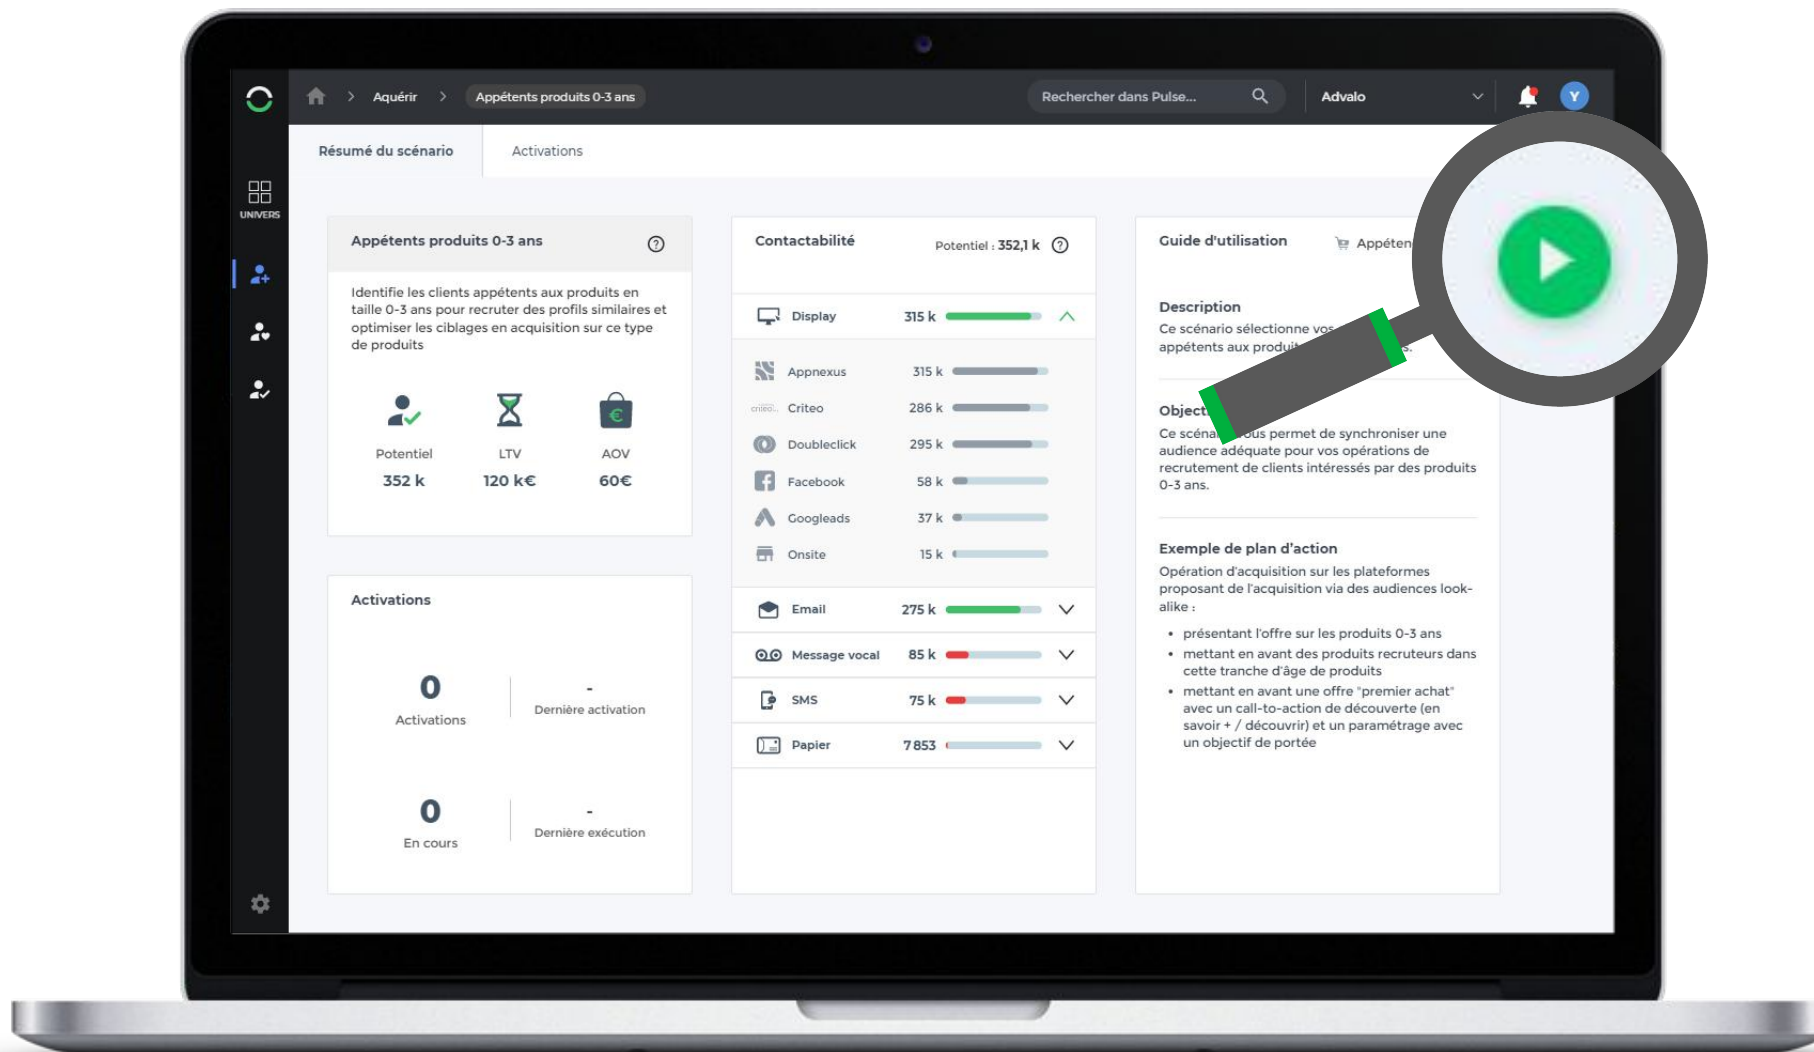 Aquérir
Appétents produits 0-3 ans
Rechercher dans Pulse...
Advalo
Y
Résumé du scénario
Activations
UNIVERS
Appétents produits 0-3 ans
?
Identifie les clients appétents aux produits en
taille 0-3 ans pour recruter des profils similaires et
optimiser les ciblages en acquisition sur ce type
de produits
Potentiel
LTV
AOV
352 k
120 k€
60€
Activations
0
-
Activations
Dernière activation
0
-
En cours
Dernière exécution
Contactabilité
Potentiel : 352,1 k
?
Display
315 k
Appnexus
315 k
criteo.
Criteo
286 k
Doubleclick
295 k
Facebook
58 k
Googleads
37 k
Onsite
15 k
Email
275 k
Message vocal
85 k
SMS
75 k
Papier
7 853
Guide d'utilisation
Description
Ce scénario sélectionne
appétents aux
Ce vous permet de synchroniser une
audience adéquate pour vos opérations de
recrutement de clients intéressés par des produits
0-3 ans.
Exemple de plan d'action
Opération d'acquisition sur les plateformes
proposant de l'acquisition via des audiences look-
alike :
• présentant l'offre sur les produits 0-3 ans
• mettant en avant des produits recruteurs dans
cette tranche d'âge de produits
• mettant en avant une offre "premier achat"
avec un call-to-action de découverte (en
savoir + / découvrir) et un paramétrage avec
un objectif de portée